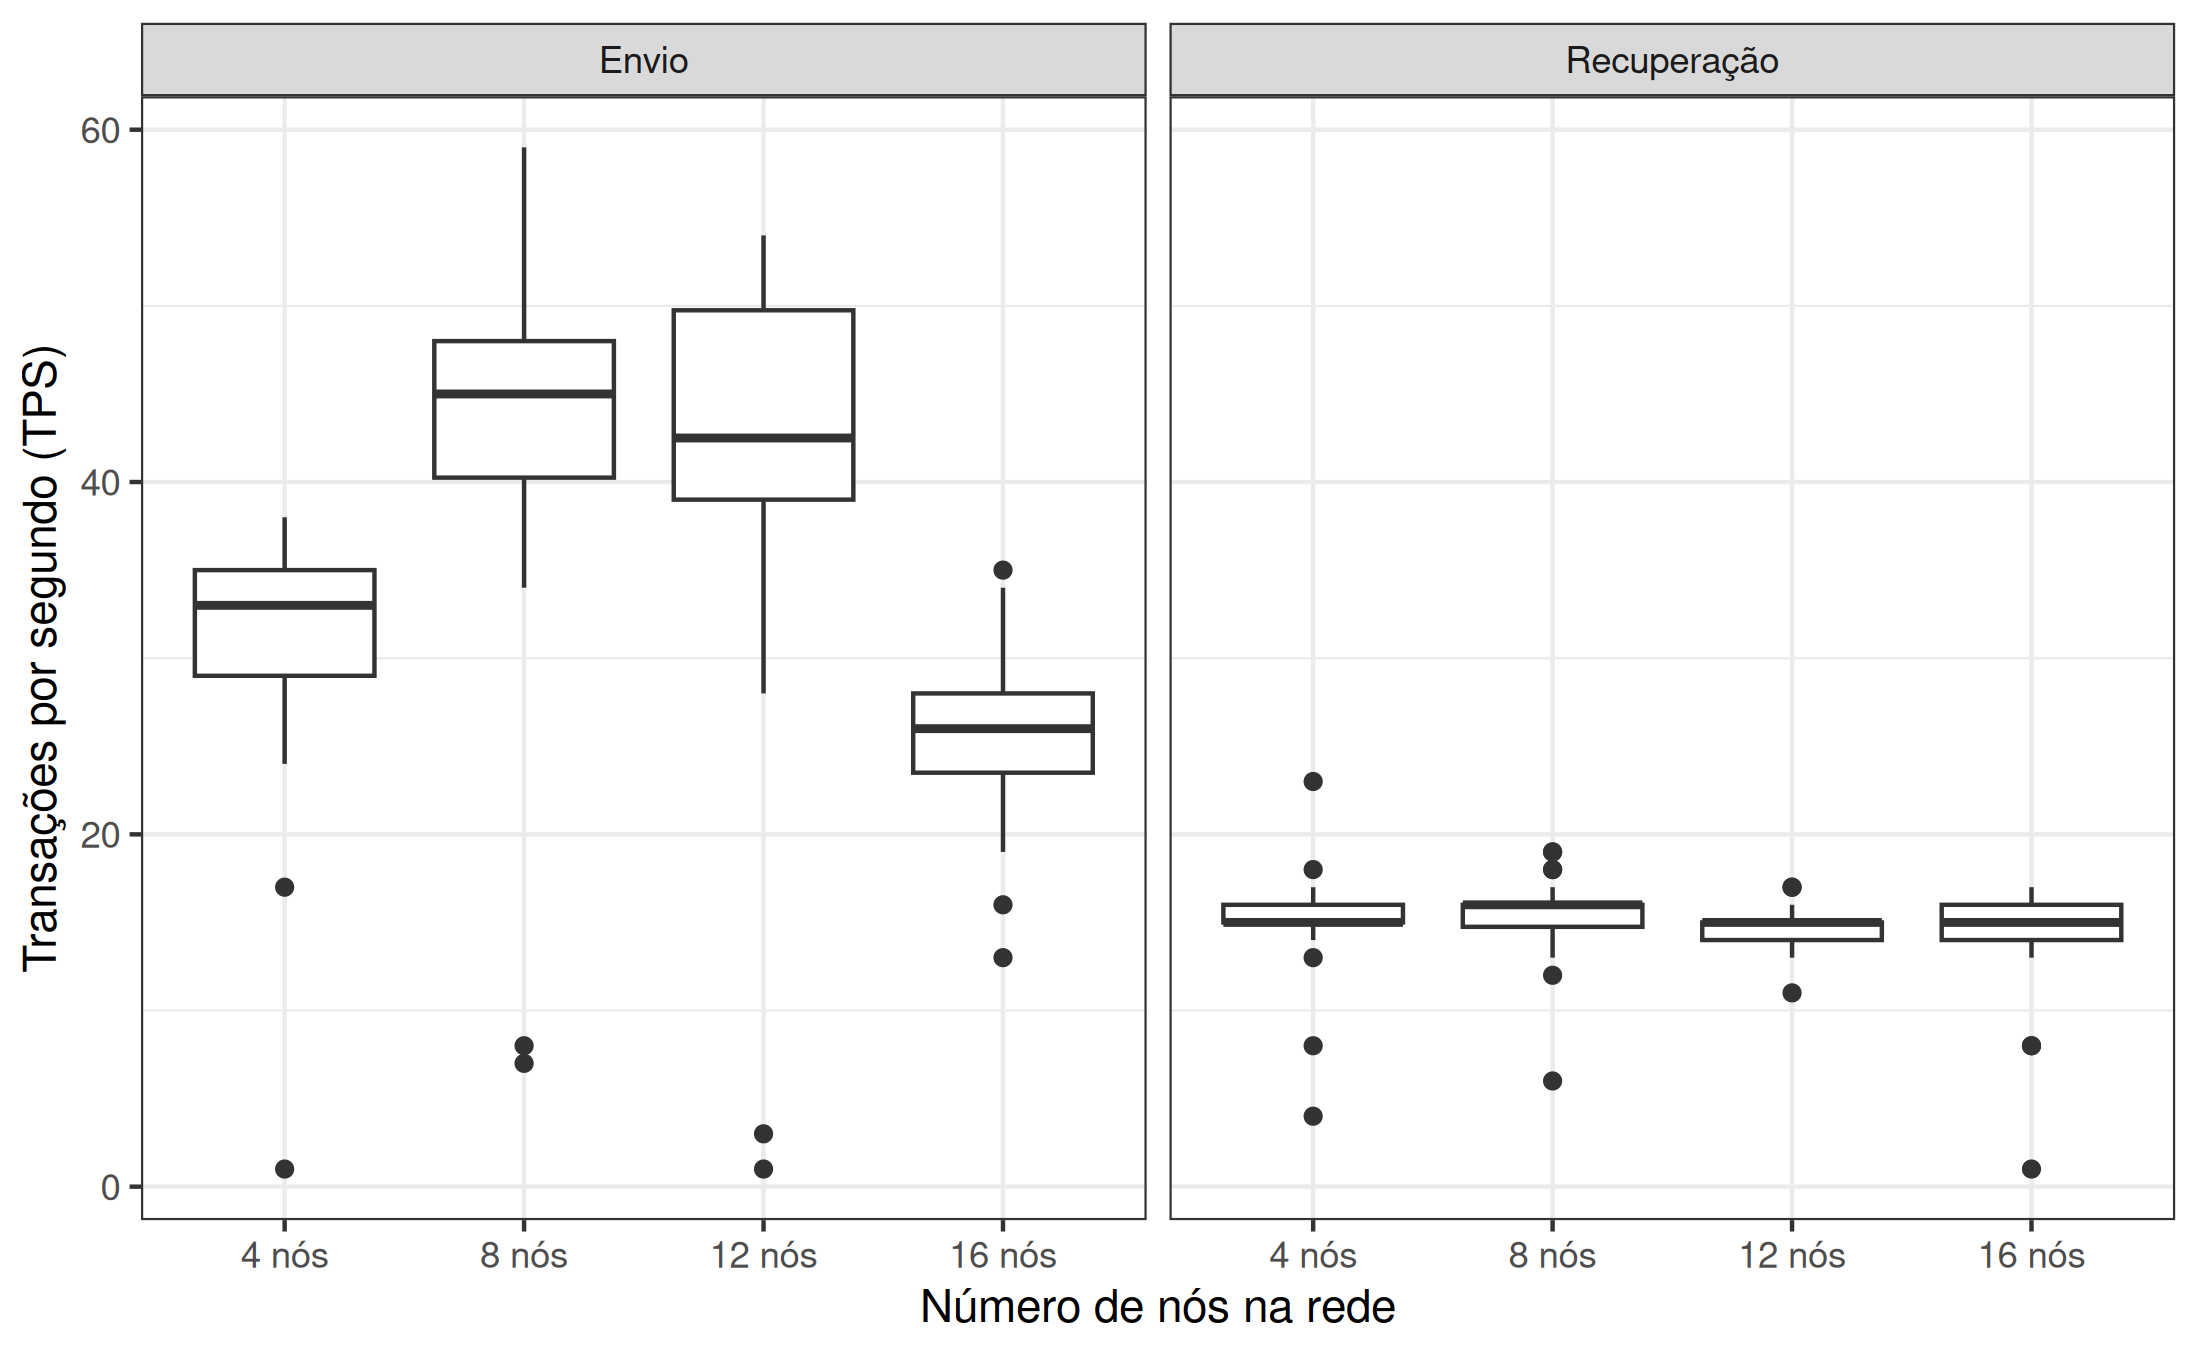 Envio
Recuperação
Transações por segundo (TPS)
60
40
20
0
4 nós
8 nós
12 nós
16 nós
4 nós
8 nós
12 nós
16 nós
Número de nós na rede